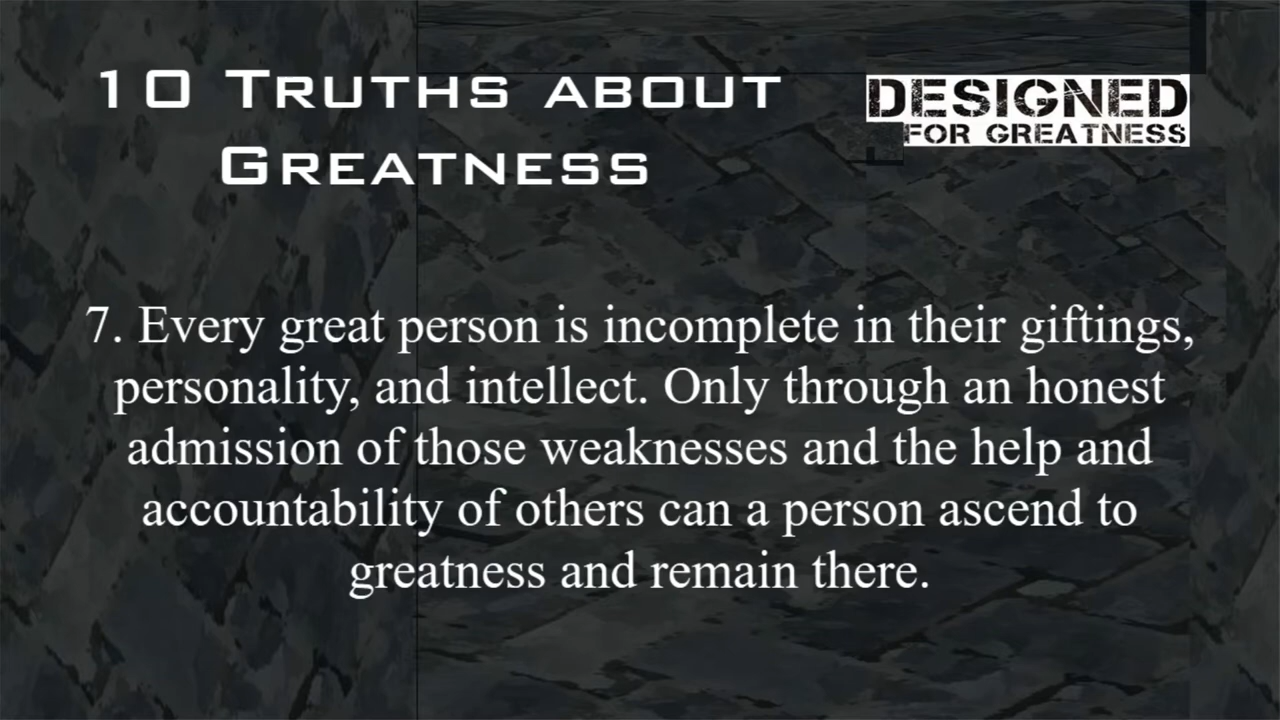 10 Truths about
Greatness
DESIGNED
FOR GREATNESS
7. Every great person is incomplete in their giftings,
personality, and intellect. Only through an honest
admission of those weaknesses and the help and
accountability of others can a person ascend to
greatness and remain there.